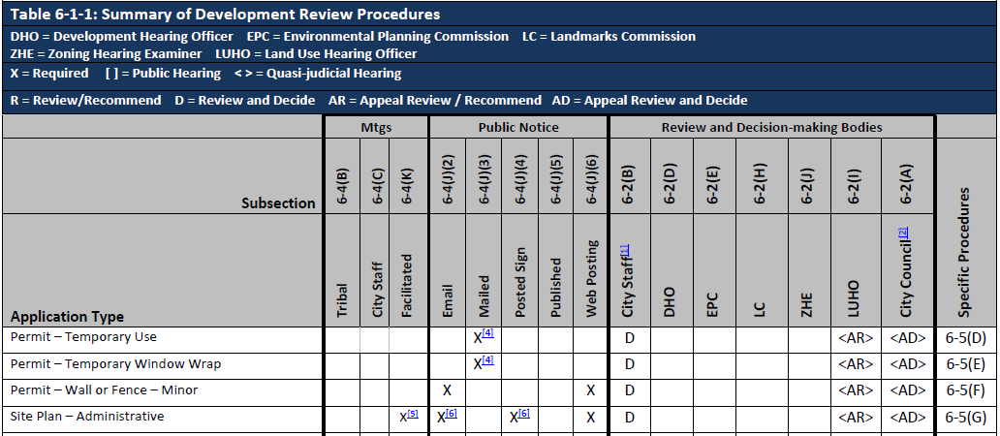 Table 6-1-1: Summary of Development Review Procedures
DHO = Development Hearing Officer EPC = Environmental Planning Commission LC = Landmarks Commission
ZHE = Zoning Hearing Examiner LUHO = Land Use Hearing Officer
X = Required [ ] = Public Hearing < > = Quasi-judicial Hearing
R = Review/Recommend D = Review and Decide AR = Appeal Review / Recommend AD = Appeal Review and Decide
Mtgs Public Notice Review and Decision-making Bodies
Subsection 6-4(B) 6-4(C) 6-4(K) 6-4(J)(2) 6-4(J)(3) 6-4(J)(4) 6-4(J)(5) 6-4(J)(6) 6-2(B) 6-2(D) 6-2(E) 6-2(H) 6-2(J) 6-2(I) 6-2(A) Specific Procedures
Application Type Tribal City Staff Facilitated Email Mailed Posted Sign Published Web Posting City Staff[1] DHO EPC LC ZHE LUHO City Council[2]
Permit – Temporary Use X[4] D <AR> <AD> 6-5(D)
Permit – Temporary Window Wrap X[4] D <AR> <AD> 6-5(E)
Permit – Wall or Fence – Minor X X D <AR> <AD> 6-5(F)
Site Plan – Administrative X[5] X[6] X[6] X D <AR> <AD> 6-5(G)